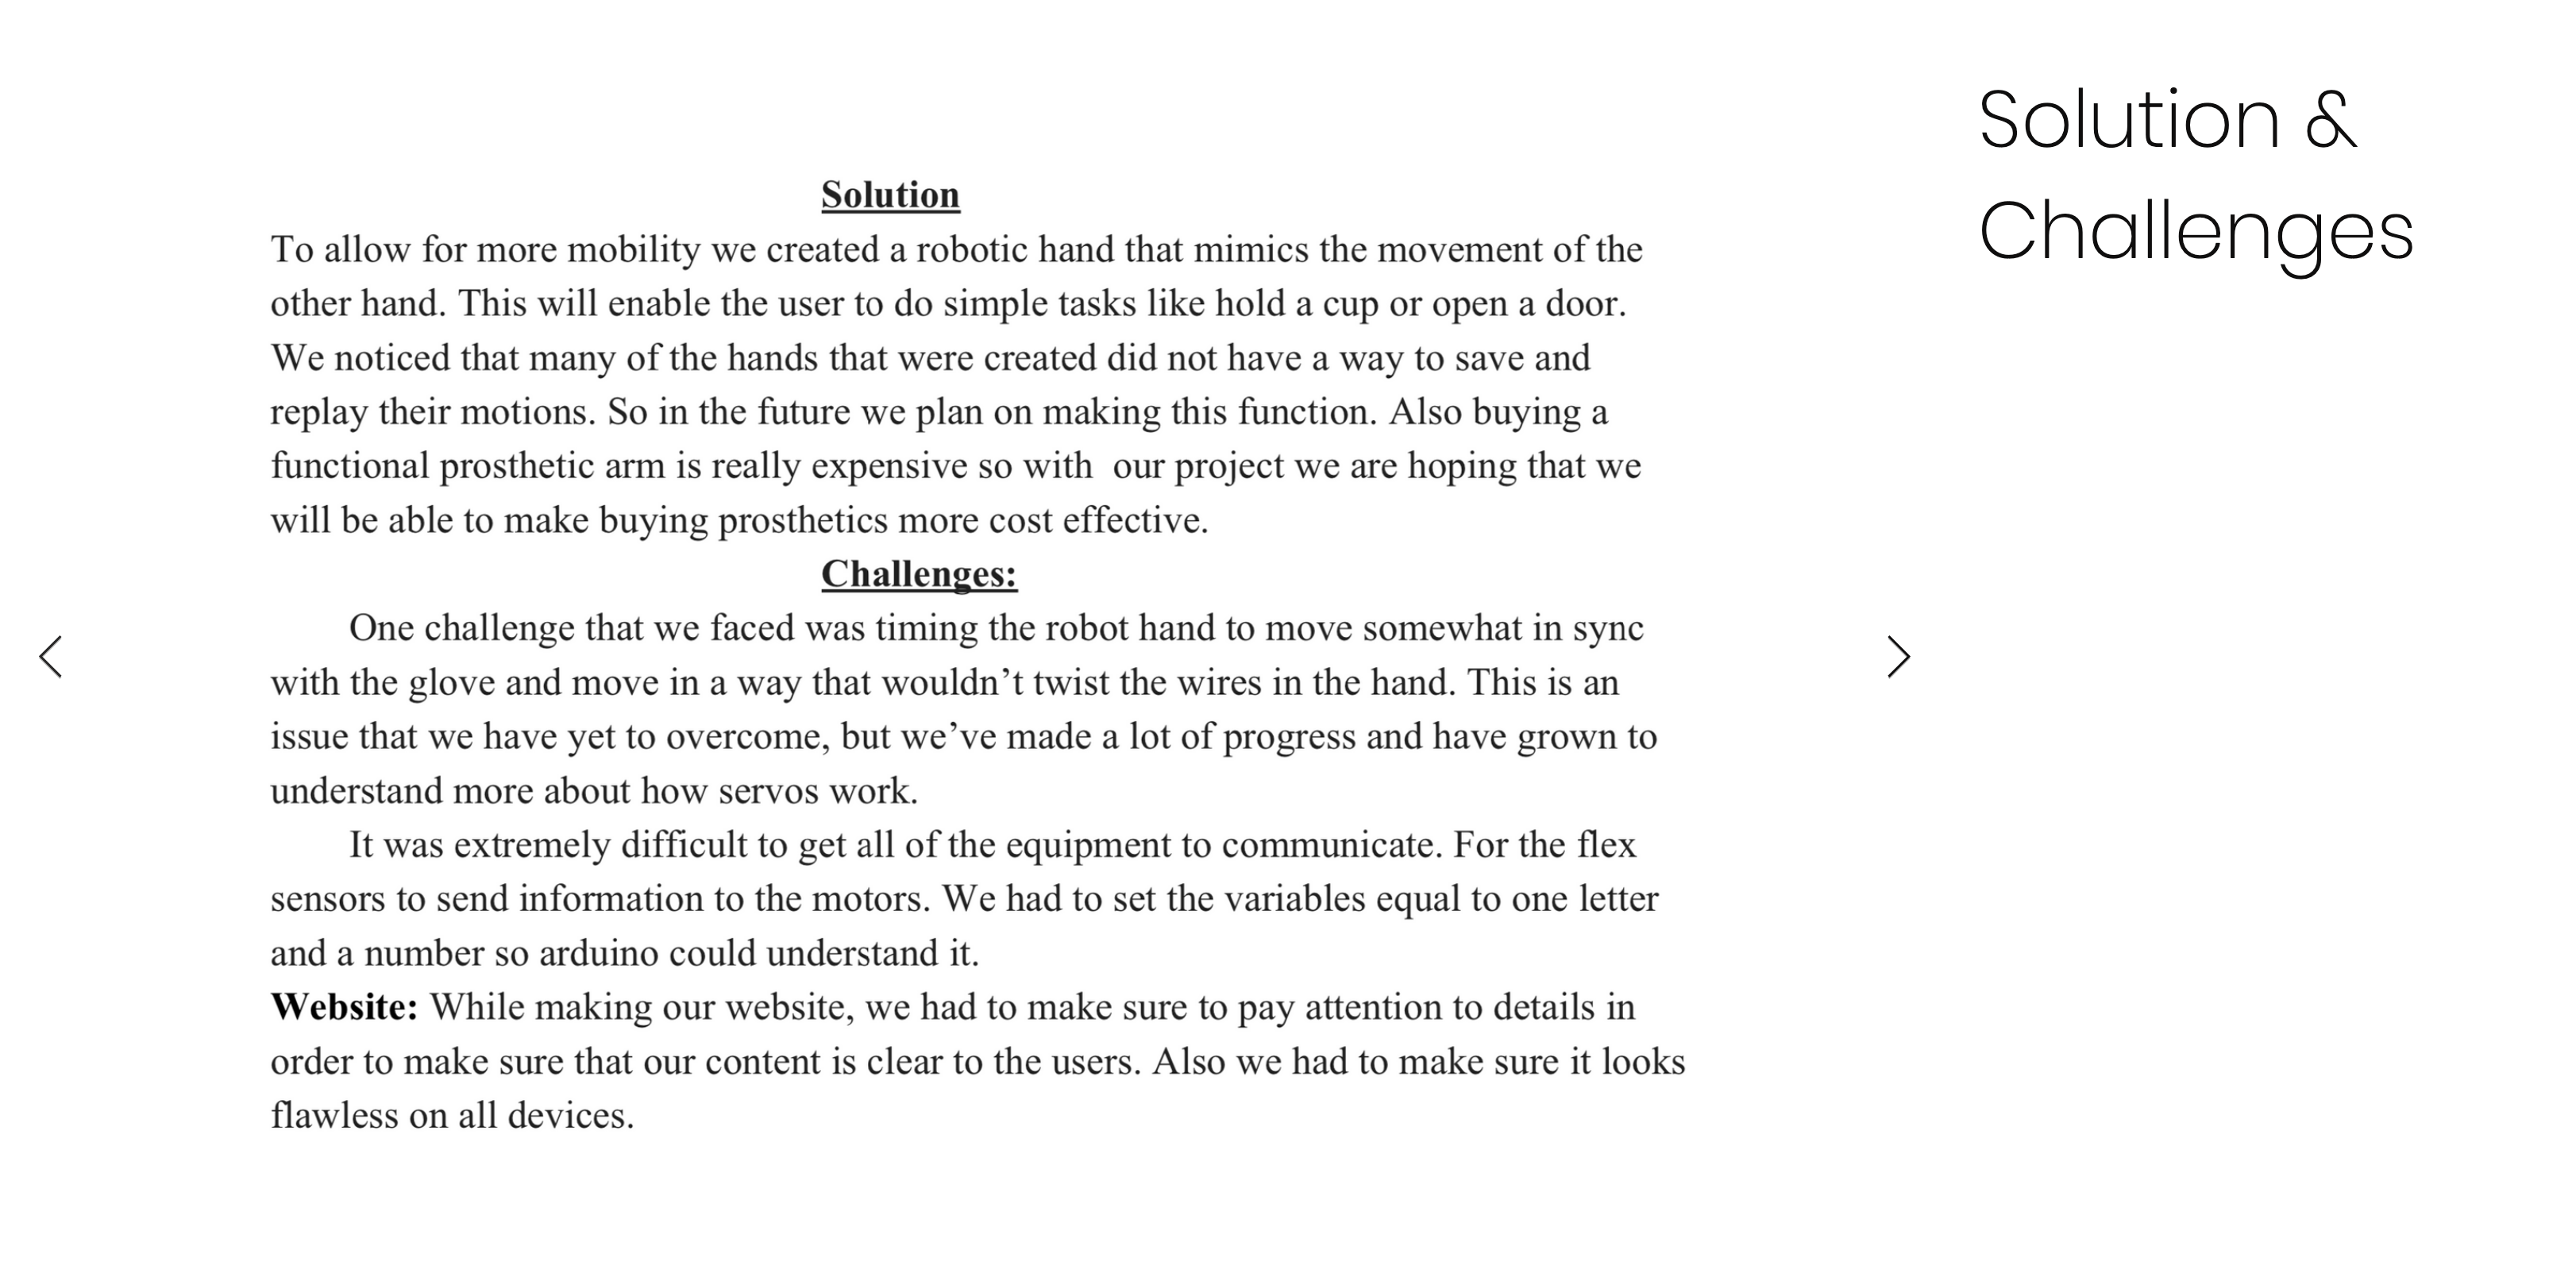 Solution &
Challenges
Solution
To allow for more mobility we created a robotic hand that mimics the movement of the
other hand. This will enable the user to do simple tasks like hold a cup or open a door.
We noticed that many of the hands that were created did not have a way to save and
replay their motions. So in the future we plan on making this function. Also buying a
functional prosthetic arm is really expensive so with  our project we are hoping that we
will be able to make buying prosthetics more cost effective.
Challenges:
One challenge that we faced was timing the robot hand to move somewhat in sync
with the glove and move in a way that wouldn’t twist the wires in the hand. This is an
issue that we have yet to overcome, but we’ve made a lot of progress and have grown to
understand more about how servos work.
It was extremely difficult to get all of the equipment to communicate. For the flex
sensors to send information to the motors. We had to set the variables equal to one letter
and a number so arduino could understand it.
Website: While making our website, we had to make sure to pay attention to details in
order to make sure that our content is clear to the users. Also we had to make sure it looks
flawless on all devices.